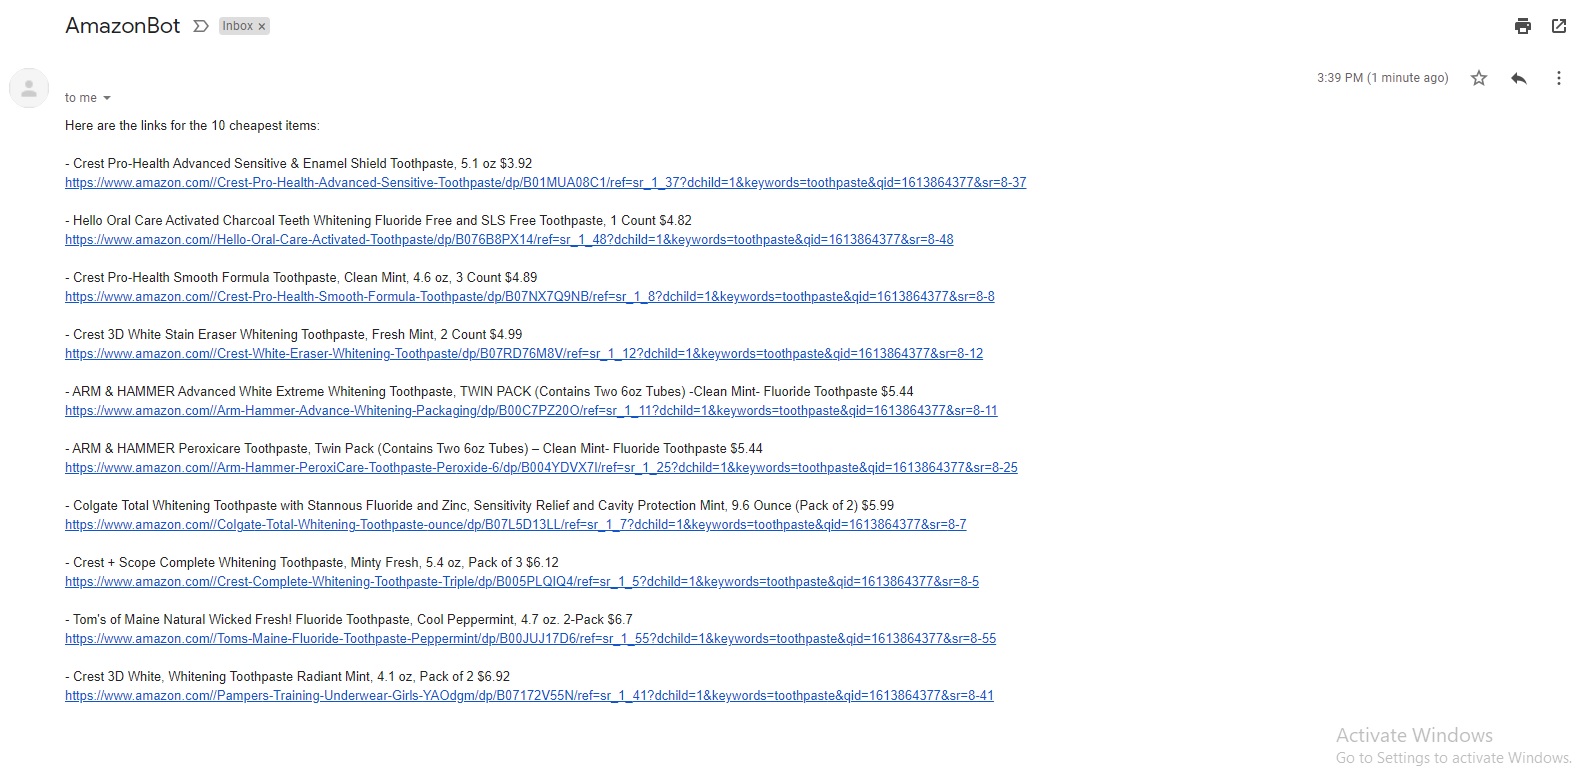 AmazonBot
Inbox x
3:39 PM (1 minute ago)
to me
Here are the links for the 10 cheapest items:
- Crest Pro-Health Advanced Sensitive & Enamel Shield Toothpaste, 5.1 oz $3.92
https://www.amazon.com//Crest-Pro-Health-Advanced-Sensitive-Toothpaste/dp/B01MUA08C1/ref=sr_1_37?dchild=1&keywords=toothpaste&qid=1613864377&sr=8-37
- Hello Oral Care Activated Charcoal Teeth Whitening Fluoride Free and SLS Free Toothpaste, 1 Count $4.82
https://www.amazon.com//Hello-Oral-Care-Activated-Toothpaste/dp/B076B8PX14/ref=sr_1_48?dchild=1&keywords=toothpaste&qid=1613864377&sr=8-48
- Crest Pro-Health Smooth Formula Toothpaste, Clean Mint, 4.6 oz, 3 Count $4.89
https://www.amazon.com//Crest-Pro-Health-Smooth-Formula-Toothpaste/dp/B07NX7Q9NB/ref=sr_1_8?dchild=1&keywords=toothpaste&qid=1613864377&sr=8-8
- Crest 3D White Stain Eraser Whitening Toothpaste, Fresh Mint, 2 Count $4.99
https://www.amazon.com//Crest-White-Eraser-Whitening-Toothpaste/dp/B07RD76M8V/ref=sr_1_12?dchild=1&keywords=toothpaste&qid=1613864377&sr=8-12
- ARM & HAMMER Advanced White Extreme Whitening Toothpaste, TWIN PACK (Contains Two 6oz Tubes) -Clean Mint- Fluoride Toothpaste $5.44
https://www.amazon.com//Arm-Hammer-Advance-Whitening-Packaging/dp/B00C7PZ20O/ref=sr_1_11?dchild=1&keywords=toothpaste&qid=1613864377&sr=8-11
- ARM & HAMMER Peroxicare Toothpaste, Twin Pack (Contains Two 6oz Tubes) – Clean Mint- Fluoride Toothpaste $5.44
https://www.amazon.com//Arm-Hammer-PeroxiCare-Toothpaste-Peroxide-6/dp/B004YDVX7I/ref=sr_1_25?dchild=1&keywords=toothpaste&qid=1613864377&sr=8-25
- Colgate Total Whitening Toothpaste with Stannous Fluoride and Zinc, Sensitivity Relief and Cavity Protection Mint, 9.6 Ounce (Pack of 2) $5.99
https://www.amazon.com//Colgate-Total-Whitening-Toothpaste-ounce/dp/B07L5D13LL/ref=sr_1_7?dchild=1&keywords=toothpaste&qid=1613864377&sr=8-7
- Crest + Scope Complete Whitening Toothpaste, Minty Fresh, 5.4 oz, Pack of 3 $6.12
https://www.amazon.com//Crest-Complete-Whitening-Toothpaste-Triple/dp/B005PLQIQ4/ref=sr_1_5?dchild=1&keywords=toothpaste&qid=1613864377&sr=8-5
- Tom's of Maine Natural Wicked Fresh! Fluoride Toothpaste, Cool Peppermint, 4.7 oz. 2-Pack $6.7
https://www.amazon.com//Toms-Maine-Fluoride-Toothpaste-Peppermint/dp/B00JUJ17D6/ref=sr_1_55?dchild=1&keywords=toothpaste&qid=1613864377&sr=8-55
- Crest 3D White, Whitening Toothpaste Radiant Mint, 4.1 oz, Pack of 2 $6.92
https://www.amazon.com//Pampers-Training-Underwear-Girls-YAOdgm/dp/B07172V55N/ref=sr_1_41?dchild=1&keywords=toothpaste&qid=1613864377&sr=8-41
Activate Windows
Go to Settings to activate Windows.